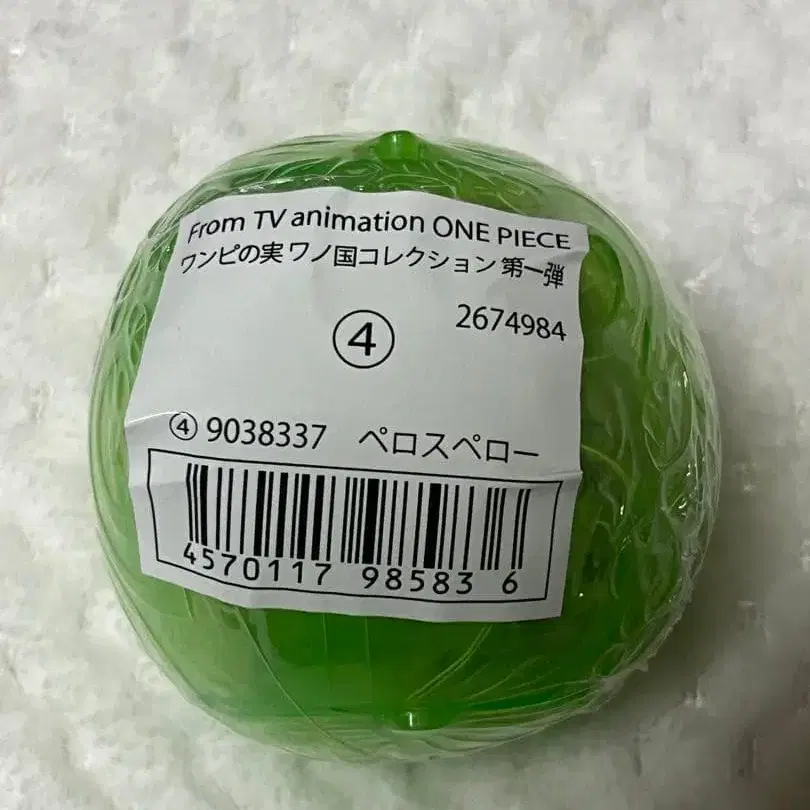 From TV animation ONE PIECE
ワンピの実 ワノ国コレクション 第一弾
2674984
④
④ 9038337 ペロスペロー
4570117 98583 6